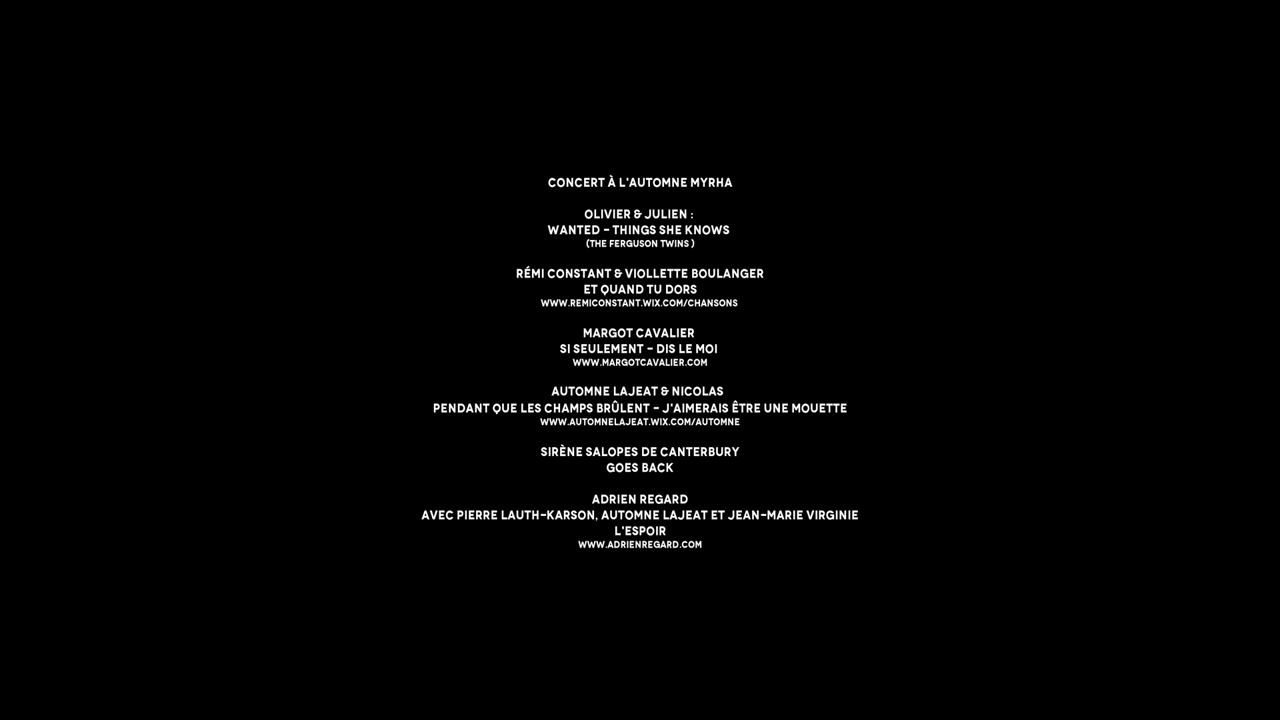 CONCERT À L'AUTOMNE MYRHA
OLIVIER & JULIEN :
WANTED - THINGS SHE KNOWS
(THE FERGUSON TWINS )
RÉMI CONSTANT & VIOLLETTE BOULANGER
ET QUAND TU DORS
WWW.REMICONSTANT.WIX.COM/CHANSONS
MARGOT CAVALIER
SI SEULEMENT - DIS LE MOI
WWW.MARGOTCAVALIER.COM
AUTOMNE LAJEAT & NICOLAS
PENDANT QUE LES CHAMPS BRÛLENT - J'AIMERAIS ÊTRE UNE MOUETTE
WWW.AUTOMNELAJEAT.WIX.COM/AUTOMNE
SIRÈNE SALOPES DE CANTERBURY
GOES BACK
ADRIEN REGARD
AVEC PIERRE LAUTH-KARSON, AUTOMNE LAJEAT ET JEAN-MARIE VIRGINIE
L'ESPOIR
WWW.ADRIENREGARD.COM